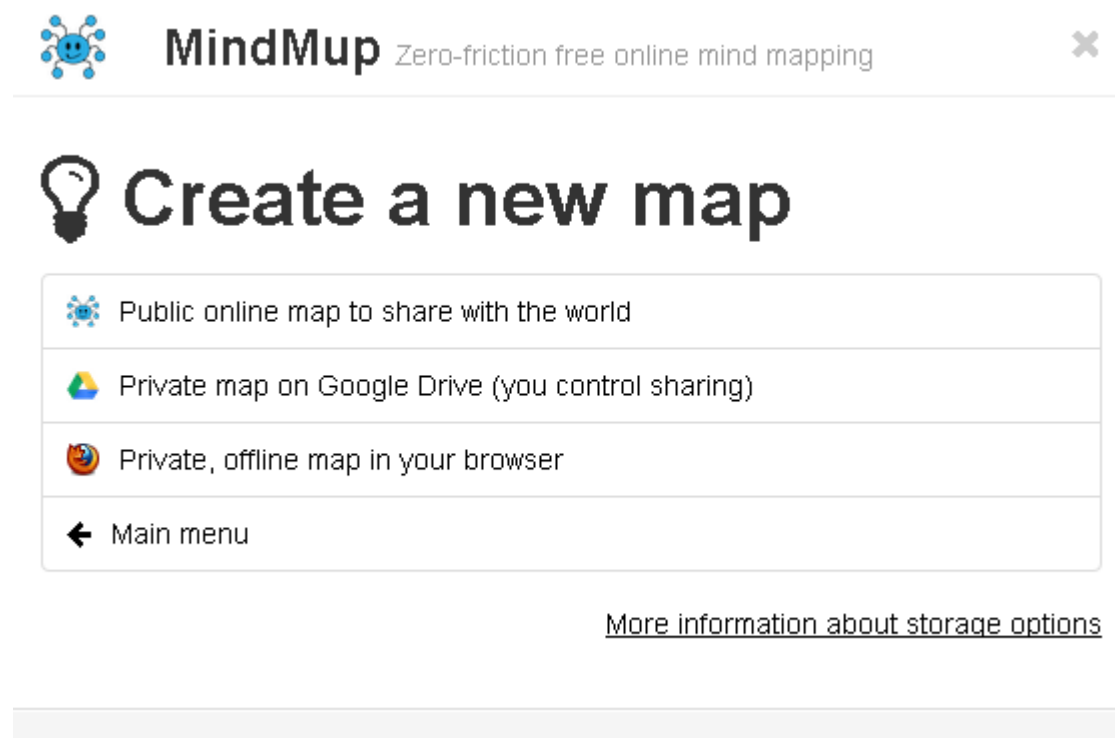 MindMup Zero-friction free online mind mapping
Create a new map
Public online map to share with the world
Private map on Google Drive (you control sharing)
Private, offline map in your browser
Main menu
More information about storage options